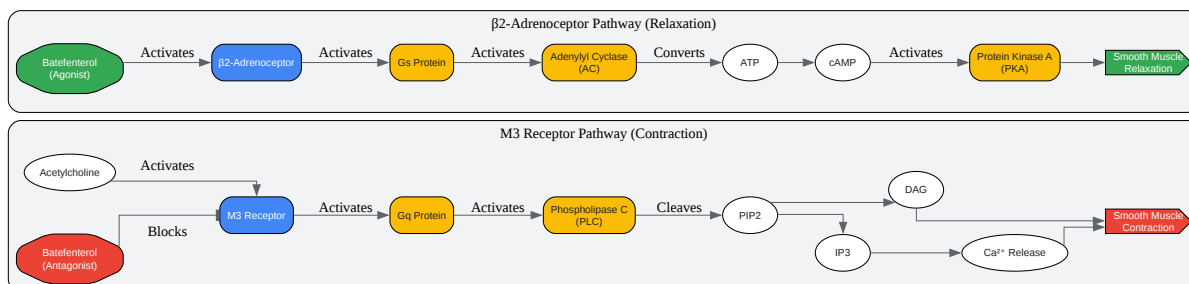 β2-Adrenoceptor Pathway (Relaxation)
Batefenterol
(Agonist)
Activates
β2-Adrenoceptor
Activates
Gs Protein
Activates
Adenylyl Cyclase
(AC)
Converts
ATP
cAMP
Activates
Protein Kinase A
(PKA)
Smooth Muscle
Relaxation
M3 Receptor Pathway (Contraction)
Acetylcholine
Activates
Batefenterol
(Antagonist)
Blocks
M3 Receptor
Activates
Gq Protein
Activates
Phospholipase C
(PLC)
Cleaves
PIP2
DAG
IP3
Ca²⁺ Release
Smooth Muscle
Contraction